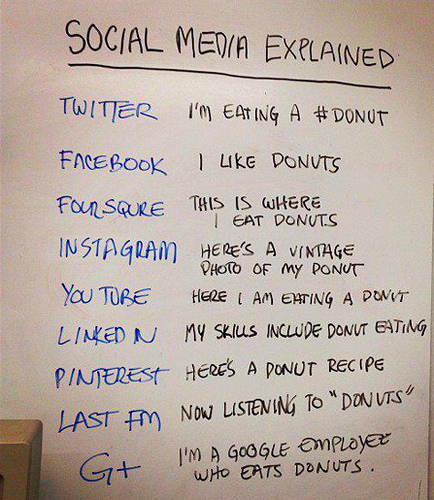 SOCIAL MEDIA EXPLAINED
TWITTER I'M EATING A #DONUT
FACEBOOK I LIKE DONUTS
FOURSQURE THIS IS WHERE
I EAT DONUTS
INSTAGRAM HERE'S A VINTAGE
PHOTO OF MY DONUT
YOU TUBE HERE I AM EATING A DONUT
LINKED IN MY SKILLS INCLUDE DONUT EATING
PINTEREST HERE'S A DONUT RECIPE
LAST FM NOW LISTENING TO "DONUTS"
G+ I'M A GOOGLE EMPLOYEE
WHO EATS DONUTS.